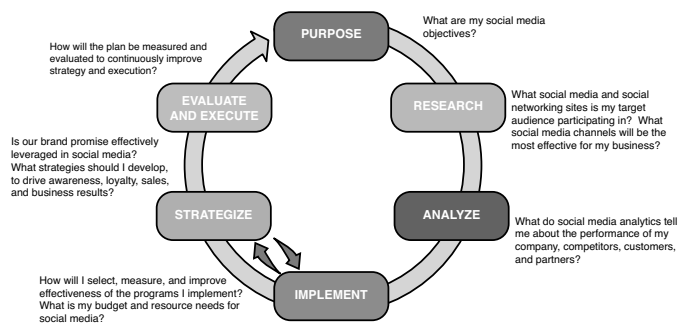 PURPOSE
What are my social media
objectives?
RESEARCH
What social media and social
networking sites is my target
audience participating in?  What
social media channels will be the
most effective for my business?
ANALYZE
What do social media analytics tell
me about the performance of my
company, competitors, customers,
and partners?
IMPLEMENT
How will I select, measure, and improve
effectiveness of the programs I implement?
What is my budget and resource needs for
social media?
STRATEGIZE
Is our brand promise effectively
leveraged in social media?
What strategies should I develop,
to drive awareness, loyalty, sales,
and business results?
EVALUATE
AND EXECUTE
How will the plan be measured and
evaluated to continuously improve
strategy and execution?